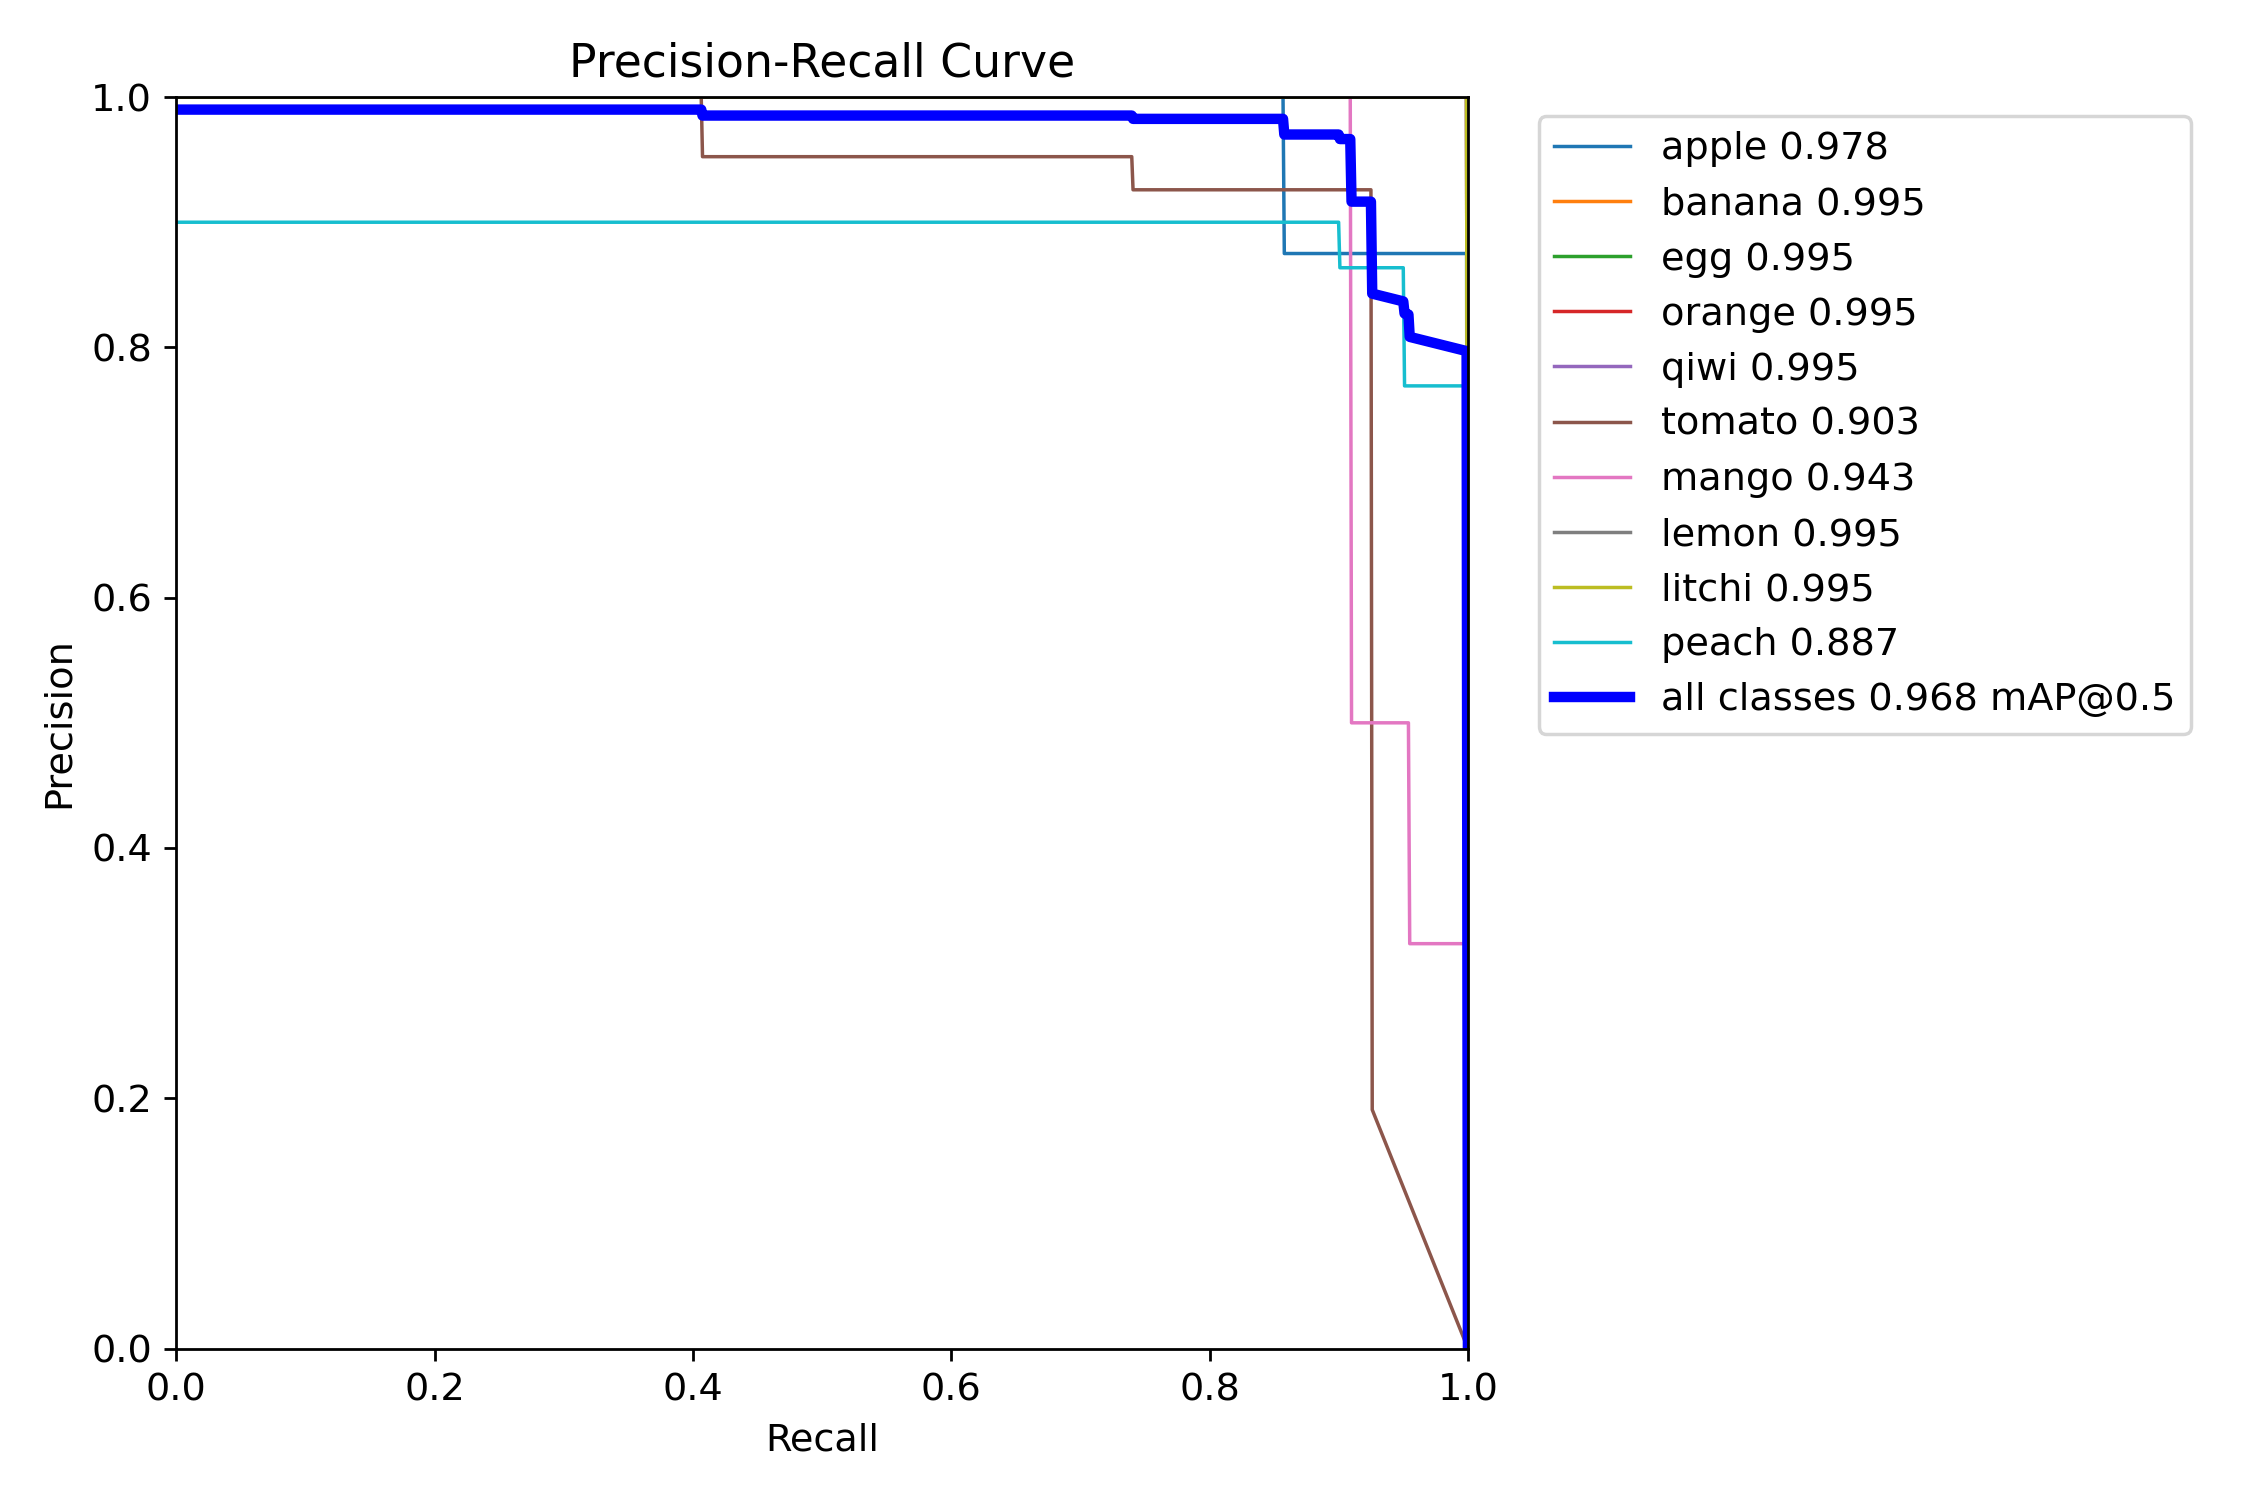 Precision-Recall Curve
1.0
0.8
0.6
0.4
0.2
0.0
Precision
0.0 0.2 0.4 0.6 0.8 1.0
Recall
apple 0.978
banana 0.995
egg 0.995
orange 0.995
qiwi 0.995
tomato 0.903
mango 0.943
lemon 0.995
litchi 0.995
peach 0.887
all classes 0.968 mAP@0.5